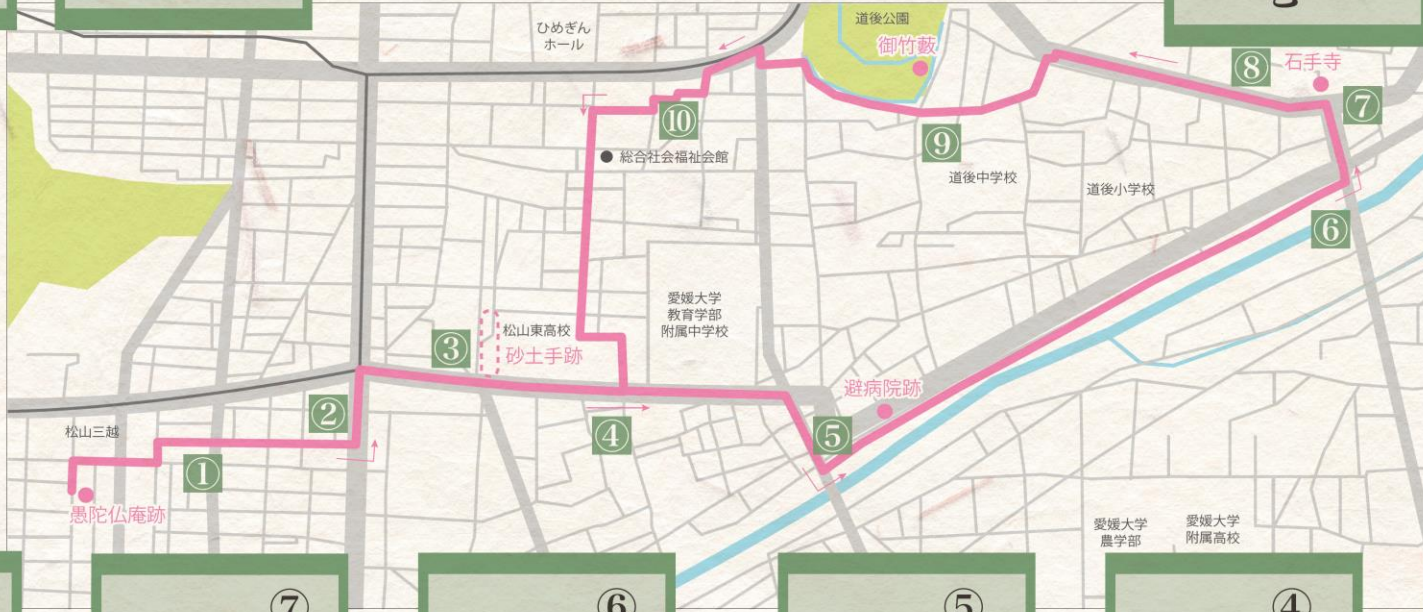 ひめぎん
ホール
道後公園
御竹藪
⑧
石手寺
⑦
⑩
⑨
総合社会福祉会館
道後中学校
道後小学校
⑥
愛媛大学
教育学部
附属中学校
③
松山東高校
砂土手跡
避病院跡
②
松山三越
④
⑤
①
愚陀仏庵跡
愛媛大学
農学部
愛媛大学
附属高校
⑦
⑥
⑤
④